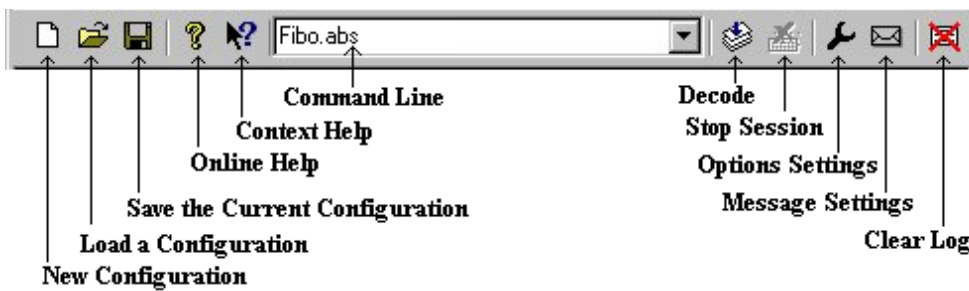 Fibo.abs
Command Line
Decode
Context Help
Stop Session
Online Help
Options Settings
Save the Current Configuration
Message Settings
Load a Configuration
Clear Log
New Configuration